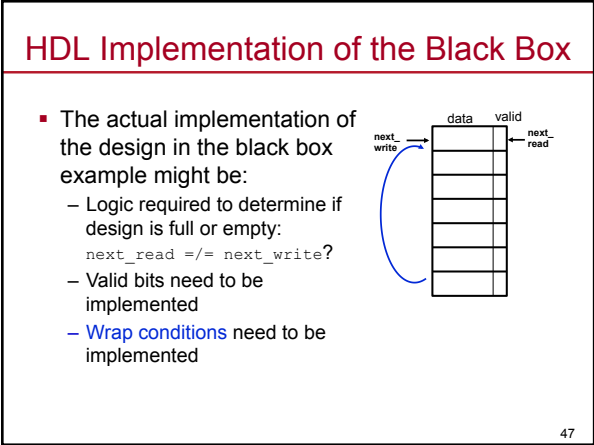 HDL Implementation of the Black Box
▪ The actual implementation of
the design in the black box
example might be:
– Logic required to determine if
design is full or empty:
next_read =/= next_write?
– Valid bits need to be
implemented
– Wrap conditions need to be
implemented
data valid
next_
write
next_
read
47